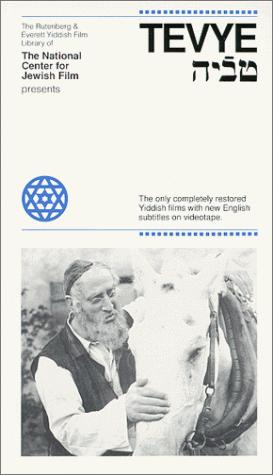 The Rutenberg &
Everett Yiddish Film
Library of
The National
Center for
Jewish Film
presents
TEVYE
טביה
The only completely restored
Yiddish films with new English
subtitles on videotape.